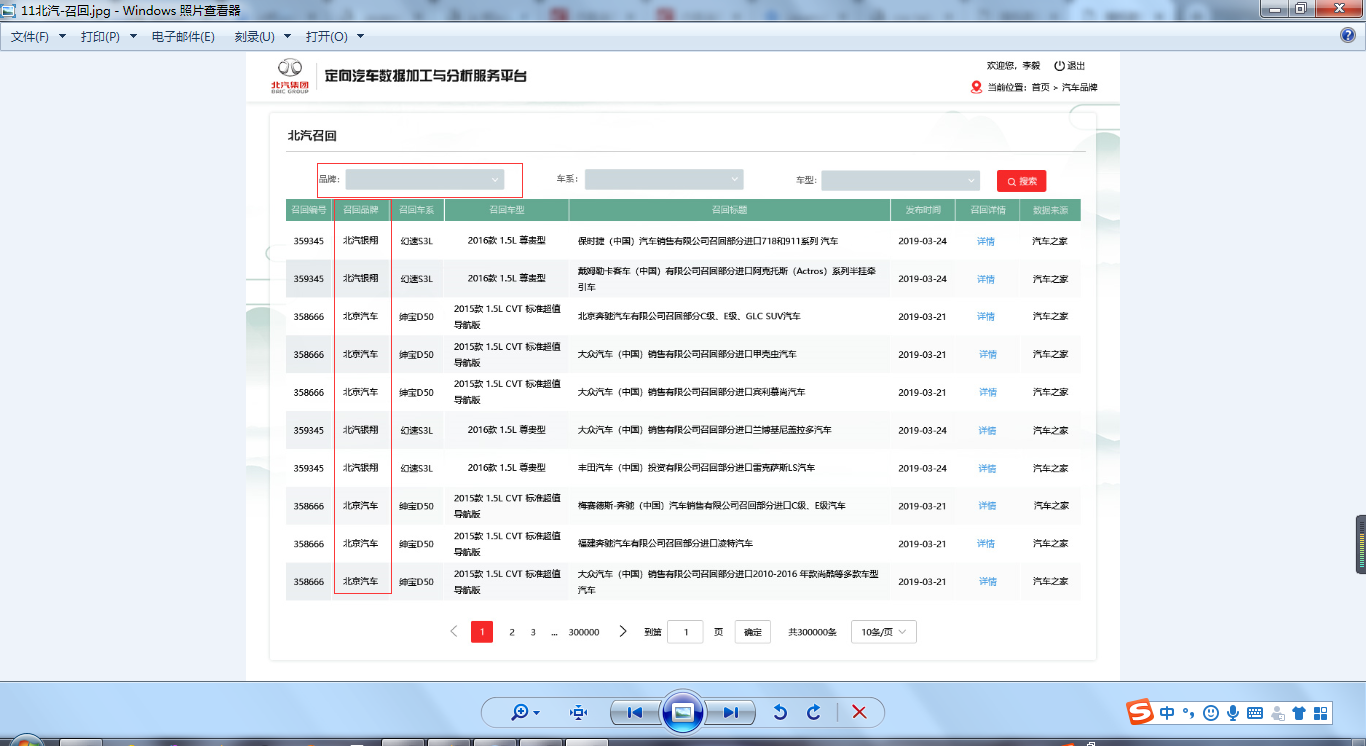 11北汽-召回.jpg - Windows 照片查看器
文件(F) 打印(P) 电子邮件(E) 刻录(U) 打开(O)
北汽集团
BAIC GROUP
定向汽车数据加工与分析服务平台
欢迎您，李毅 退出
当前位置：首页 > 汽车品牌
北汽召回
品牌： 车系： 车型： 搜索
召回编号 召回品牌 召回车系 召回车型 召回标题 发布时间 召回详情 数据来源
359345 北汽银翔 幻速S3L 2016款 1.5L 尊贵型 保时捷（中国）汽车销售有限公司召回部分进口718和911系列 汽车 2019-03-24 详情 汽车之家
359345 北汽银翔 幻速S3L 2016款 1.5L 尊贵型 戴姆勒卡客车（中国）有限公司召回部分进口阿克托斯（Actros）系列半挂牵
引车 2019-03-24 详情 汽车之家
358666 北京汽车 绅宝D50 2015款 1.5L CVT 标准超值
导航版 北京奔驰汽车有限公司召回部分C级、E级、GLC SUV汽车 2019-03-21 详情 汽车之家
358666 北京汽车 绅宝D50 2015款 1.5L CVT 标准超值
导航版 大众汽车（中国）销售有限公司召回部分进口甲壳虫汽车 2019-03-21 详情 汽车之家
358666 北京汽车 绅宝D50 2015款 1.5L CVT 标准超值
导航版 大众汽车（中国）销售有限公司召回部分进口宾利慕尚汽车 2019-03-21 详情 汽车之家
359345 北汽银翔 幻速S3L 2016款 1.5L 尊贵型 大众汽车（中国）销售有限公司召回部分进口兰博基尼盖拉多汽车 2019-03-24 详情 汽车之家
359345 北汽银翔 幻速S3L 2016款 1.5L 尊贵型 丰田汽车（中国）投资有限公司召回部分进口雷克萨斯LS汽车 2019-03-24 详情 汽车之家
358666 北京汽车 绅宝D50 2015款 1.5L CVT 标准超值
导航版 梅赛德斯-奔驰（中国）汽车销售有限公司召回部分进口C级、E级汽车 2019-03-21 详情 汽车之家
358666 北京汽车 绅宝D50 2015款 1.5L CVT 标准超值
导航版 福建奔驰汽车有限公司召回部分进口凌特汽车 2019-03-21 详情 汽车之家
358666 北京汽车 绅宝D50 2015款 1.5L CVT 标准超值
导航版 大众汽车（中国）销售有限公司召回部分进口2010-2016 年款尚酷等多款车型
汽车 2019-03-21 详情 汽车之家
1 2 3 ... 300000 到第 1 页 确定 共300000条 10条/页
中